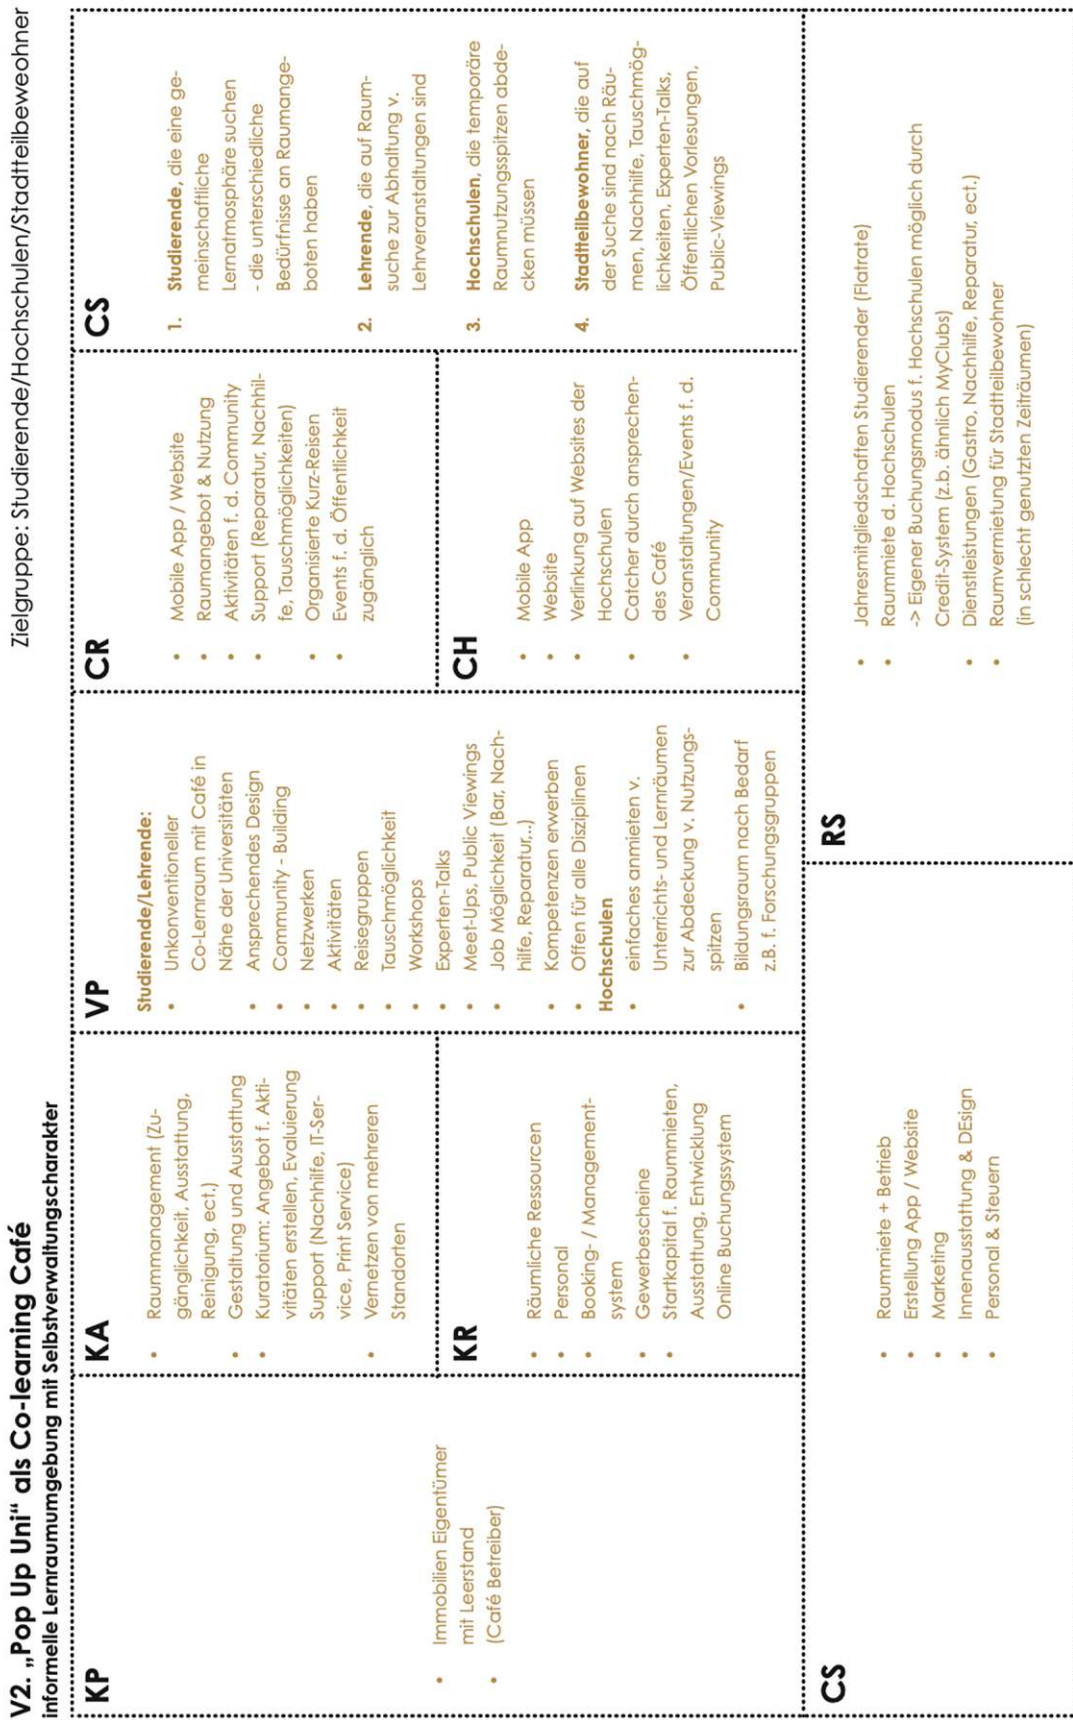 V2. „Pop Up Uni“ als Co-learning Café
informelle Lernraumumgebung mit Selbstverwaltungscharakter
Zielgruppe: Studierende/Hochschulen/Stadtteilbeweohner
KP
• Immobilien Eigentümer
mit Leerstand
• (Café Betreiber)
KA
• Raummanagement (Zu-
gänglichkeit, Ausstattung,
Reinigung, ect.)
• Gestaltung und Ausstattung
• Kuratorium: Angebot f. Akti-
vitäten erstellen, Evaluierung
Support (Nachhilfe, IT-Ser-
vice, Print Service)
• Vernetzen von mehreren
Standorten
KR
• Räumliche Ressourcen
• Personal
• Booking- / Management-
system
• Gewerbescheine
• Startkapital f. Raummieten,
Ausstattung, Entwicklung
Online Buchungssystem
VP
Studierende/Lehrende:
• Unkonventioneller
Co-Lernraum mit Café in
Nähe der Universitäten
• Ansprechendes Design
• Community - Building
• Netzwerken
• Aktivitäten
• Reisegruppen
• Tauschmöglichkeit
• Workshops
• Experten-Talks
• Meet-Ups, Public Viewings
• Job Möglichkeit (Bar, Nach-
hilfe, Reparatur,..)
• Kompetenzen erwerben
• Offen für alle Disziplinen
Hochschulen
• einfaches anmieten v.
Unterrichts- und Lernräumen
zur Abdeckung v. Nutzungs-
spitzen
• Bildungsraum nach Bedarf
z.B. f. Forschungsgruppen
CR
• Mobile App / Website
• Raumangebot & Nutzung
• Aktivitäten f. d. Community
• Support (Reparatur, Nachhil-
fe, Tauschmöglichkeiten)
• Organisierte Kurz-Reisen
• Events f. d. Öffentlichkeit
zugänglich
CH
• Mobile App
• Website
• Verlinkung auf Websites der
Hochschulen
• Catcher durch ansprechen-
des Café
• Veranstaltungen/Events f. d.
Community
CS
1. Studierende, die eine ge-
meinschaftliche
Lernatmosphäre suchen
- die unterschiedliche
Bedürfnisse an Raumange-
boten haben
2. Lehrende, die auf Raum-
suche zur Abhaltung v.
Lehrveranstaltungen sind
3. Hochschulen, die temporäre
Raumnutzungsspitzen abde-
cken müssen
4. Stadtteilbewohner, die auf
der Suche sind nach Räu-
men, Nachhilfe, Tauschmög-
lichkeiten, Experten-Talks,
Öffentlichen Vorlesungen,
Public-Viewings
CS
• Raummiete + Betrieb
• Erstellung App / Website
• Marketing
• Innenausstattung & DEsign
• Personal & Steuern
RS
• Jahresmitgliedschaften Studierender (Flatrate)
• Raummiete d. Hochschulen
-> Eigener Buchungsmodus f. Hochschulen möglich durch
Credit-System (z.b. ähnlich MyClubs)
• Dienstleistungen (Gastro, Nachhilfe, Reparatur, ect.)
• Raumvermietung für Stadtteilbewohner
(in schlecht genutzten Zeiträumen)